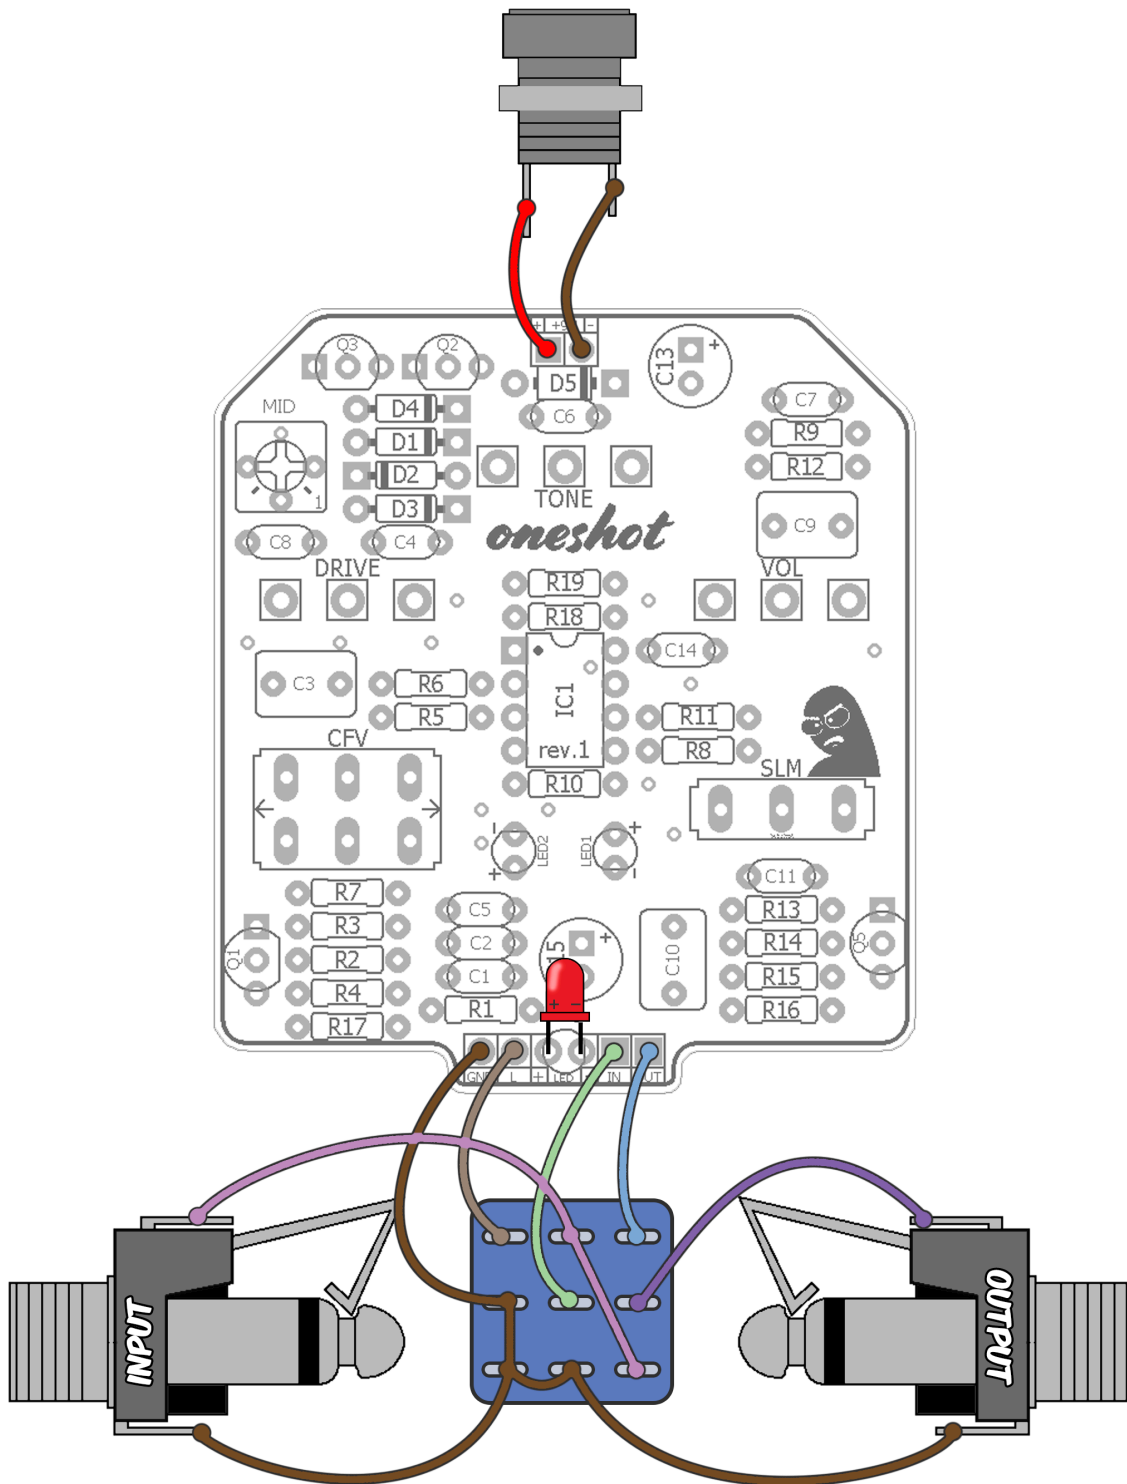 + +9 -
Q3
Q2
C13 +
MID
D5
D4
C6
C7
D1
R9
D2
R12
1
D3
TONE
oneshot
C8
C4
C9
DRIVE
VOL
R19
R18
C14
C3
R6
IC1
R5
R11
CFV
rev.1
R8
R10
SLM
- LED2 +
LED1 + -
R7
C11
C5
R13
R3
Q1
C2
+
R14
Q5
R2
C10
C1
R15
R4
+ -
R1
R16
R17
L + LED IN
INPUT
OUTPUT